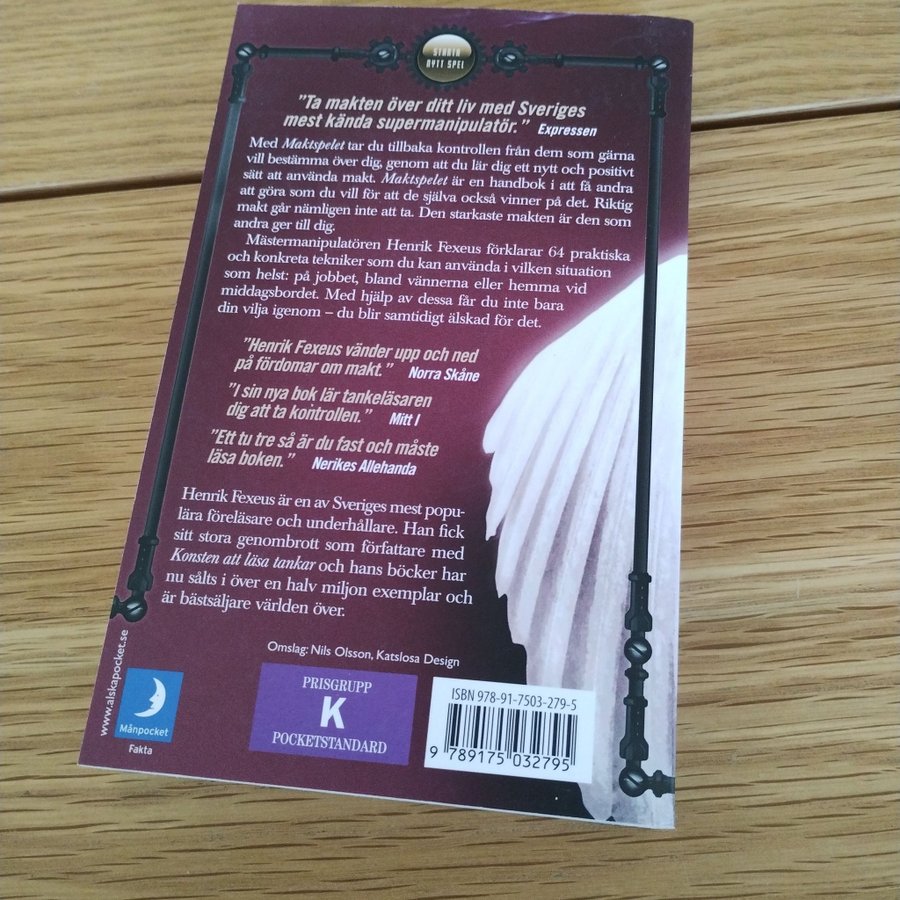 STARTA
NYTT SPEL
”Ta makten över ditt liv med Sveriges
mest kända supermanipulatör.” Expressen
Med Maktspelet tar du tillbaka kontrollen från dem som gärna
vill bestämma över dig, genom att du lär dig ett nytt och positivt
sätt att använda makt. Maktspelet är en handbok i att få andra
att göra som du vill för att de själva också vinner på det. Riktig
makt går nämligen inte att ta. Den starkaste makten är den som
andra ger till dig.
Mästermanipulatören Henrik Fexeus förklarar 64 praktiska
och konkreta tekniker som du kan använda i vilken situation
som helst: på jobbet, bland vännerna eller hemma vid
middagsbordet. Med hjälp av dessa får du inte bara
din vilja igenom – du blir samtidigt älskad för det.
”Henrik Fexeus vänder upp och ned
på fördomar om makt.” Norra Skåne
”I sin nya bok lär tankeläsaren
dig att ta kontrollen.” Mitt I
”Ett tu tre så är du fast och måste
läsa boken.” Nerikes Allehanda
Henrik Fexeus är en av Sveriges mest popu-
lära föreläsare och underhållare. Han fick
sitt stora genombrott som författare med
Konsten att läsa tankar och hans böcker har
nu sålts i över en halv miljon exemplar och
är bästsäljare världen över.
Omslag: Nils Olsson, Katslosa Design
www.alskapocket.se
Månpocket
Fakta
PRISGRUPP
K
POCKETSTANDARD
ISBN 978-91-7503-279-5
9 789175 032795